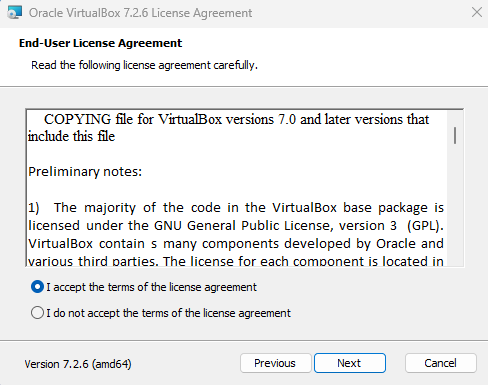 Oracle VirtualBox 7.2.6 License Agreement
End-User License Agreement
Read the following license agreement carefully.
COPYING file for VirtualBox versions 7.0 and later versions that
include this file
Preliminary notes:
1) The majority of the code in the VirtualBox base package is
licensed under the GNU General Public License, version 3 (GPL).
VirtualBox contain s many components developed by Oracle and
various third parties. The license for each component is located in
I accept the terms of the license agreement
I do not accept the terms of the license agreement
Version 7.2.6 (amd64)
Previous
Next
Cancel